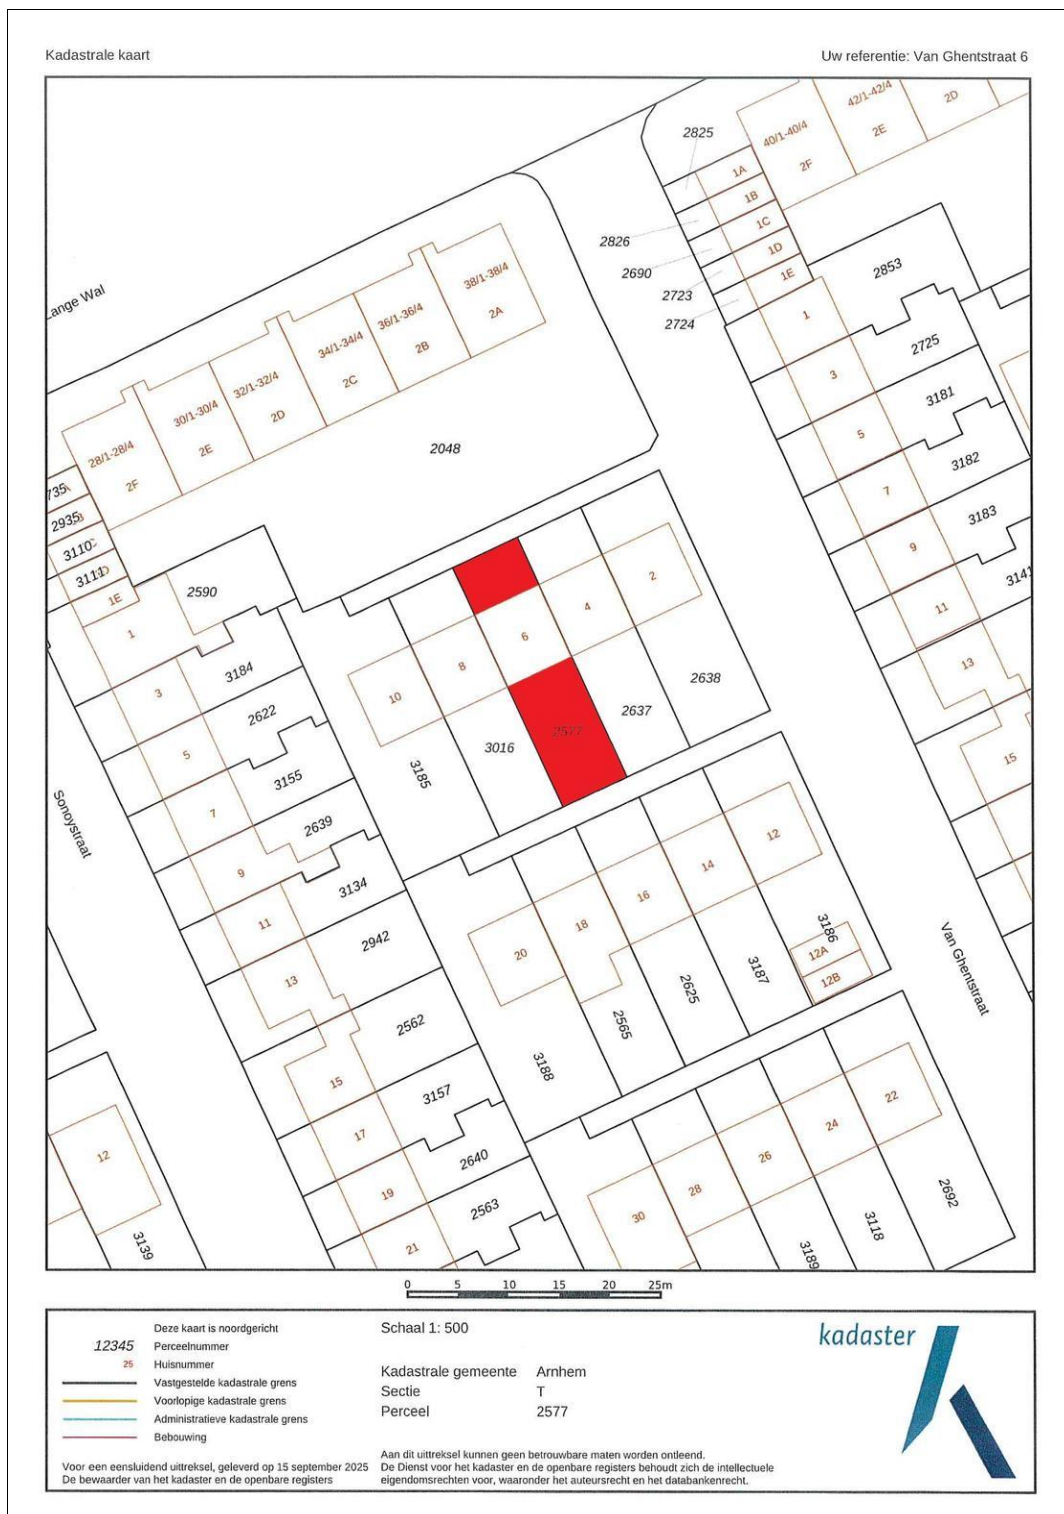 Kadastrale kaart
Uw referentie: Van Ghentstraat 6
42/1-42/4
2D
2E
40/1-40/4
2F
2825
1A
1B
2826
1C
2690
1D
2723
1E
2724
2853
1
2725
3
3181
5
3182
7
3183
9
3141
11
13
15
Lange Wal
38/1-38/4
2A
36/1-36/4
2B
34/1-34/4
2C
32/1-32/4
2D
30/1-30/4
2E
28/1-28/4
2F
2048
735
2935
3110
3111
1E
2590
1
3184
3
2622
5
3155
7
2639
9
3134
11
2942
13
2562
15
3157
17
2640
19
2563
21
Sonoystraat
2
4
6
8
10
2638
2637
2577
3016
3185
12
14
16
18
20
3186
12A
12B
3187
2625
2565
3188
Van Ghentstraat
22
24
26
28
30
2692
3118
3189
12
3139
0 5 10 15 20 25m
Deze kaart is noordgericht
12345 Perceelnummer
25 Huisnummer
Vastgestelde kadastrale grens
Voorlopige kadastrale grens
Administratieve kadastrale grens
Bebouwing
Voor een eensluidend uittreksel, geleverd op 15 september 2025
De bewaarder van het kadaster en de openbare registers
Schaal 1: 500
Kadastrale gemeente Arnhem
Sectie T
Perceel 2577
Aan dit uittreksel kunnen geen betrouwbare maten worden ontleend.
De Dienst voor het kadaster en de openbare registers behoudt zich de intellectuele
eigendomsrechten voor, waaronder het auteursrecht en het databankenrecht.
kadaster